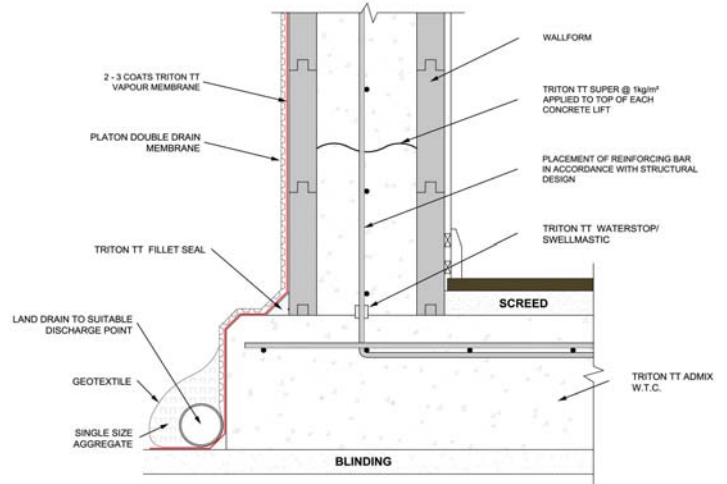 2 - 3 COATS TRITON TT
VAPOUR MEMBRANE
PLATON DOUBLE DRAIN
MEMBRANE
TRITON TT  FILLET SEAL
LAND DRAIN TO SUITABLE
DISCHARGE POINT
GEOTEXTILE
SINGLE SIZE
AGGREGATE
WALLFORM
TRITON TT SUPER @ 1kg/m²
APPLIED TO TOP OF EACH
CONCRETE LIFT
PLACEMENT OF REINFORCING BAR
IN ACCORDANCE WITH STRUCTURAL
DESIGN
TRITON TT  WATERSTOP/
SWELLMASTIC
SCREED
TRITON TT ADMIX
W.T.C.
BLINDING